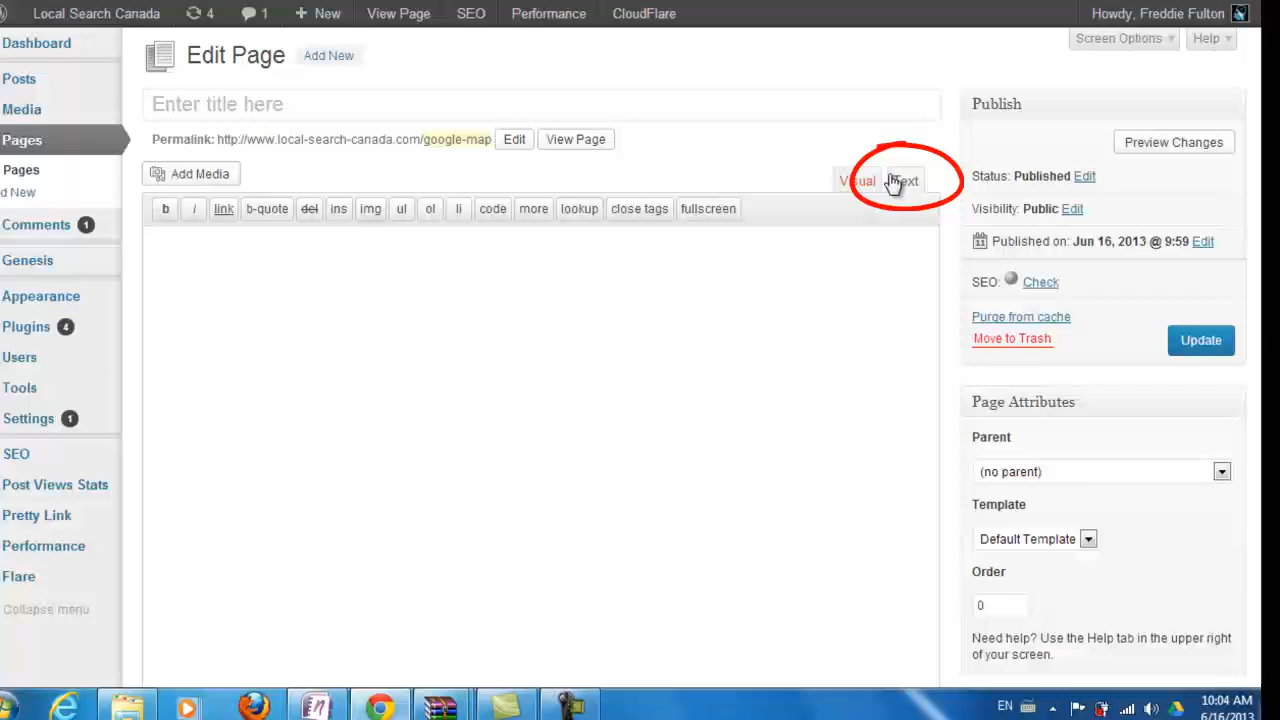 Local Search Canada 4 1 + New View Page SEO Performance CloudFlare Howdy, Freddie Fulton
Screen Options Help
Edit Page Add New
Dashboard
Posts
Media
Pages
Pages
dd New
Comments 1
Genesis
Appearance
Plugins 4
Users
Tools
Settings 1
SEO
Post Views Stats
Pretty Link
Performance
Flare
Collapse menu
Enter title here
Permalink: http://www.local-search-canada.com/google-map Edit View Page
Add Media
Visual Text
b i link b-quote del ins img ul ol li code more lookup close tags fullscreen
Publish
Preview Changes
Status: Published Edit
Visibility: Public Edit
Published on: Jun 16, 2013 @ 9:59 Edit
SEO: Check
Purge from cache
Move to Trash
Update
Page Attributes
Parent
(no parent)
Template
Default Template
Order
0
Need help? Use the Help tab in the upper right
of your screen.
EN
10:04 AM
6/16/2013